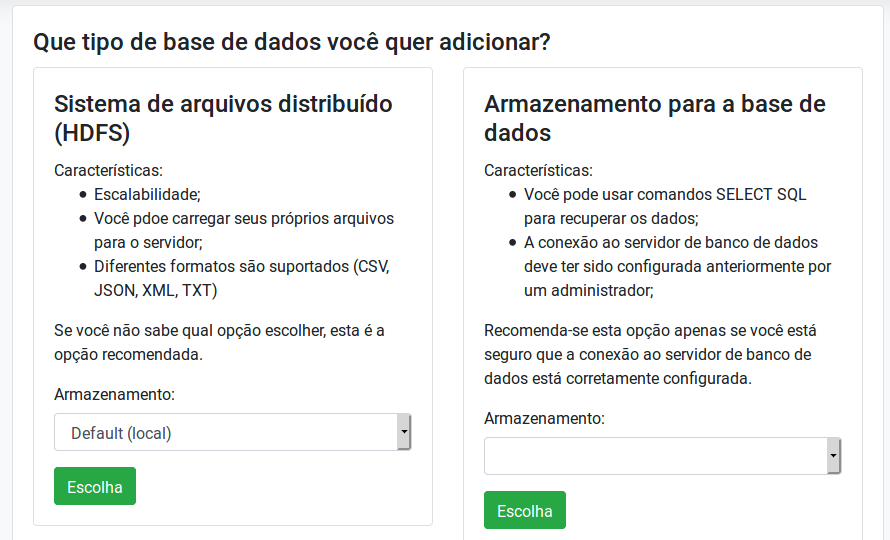 Que tipo de base de dados você quer adicionar?
Sistema de arquivos distribuído
(HDFS)
Características:
Escalabilidade;
Você pdoe carregar seus próprios arquivos
para o servidor;
Diferentes formatos são suportados (CSV,
JSON, XML, TXT)
Se você não sabe qual opção escolher, esta é a
opção recomendada.
Armazenamento:
Default (local)
Escolha
Armazenamento para a base de
dados
Características:
Você pode usar comandos SELECT SQL
para recuperar os dados;
A conexão ao servidor de banco de dados
deve ter sido configurada anteriormente por
um administrador;
Recomenda-se esta opção apenas se você está
seguro que a conexão ao servidor de banco de
dados está corretamente configurada.
Armazenamento:
Escolha